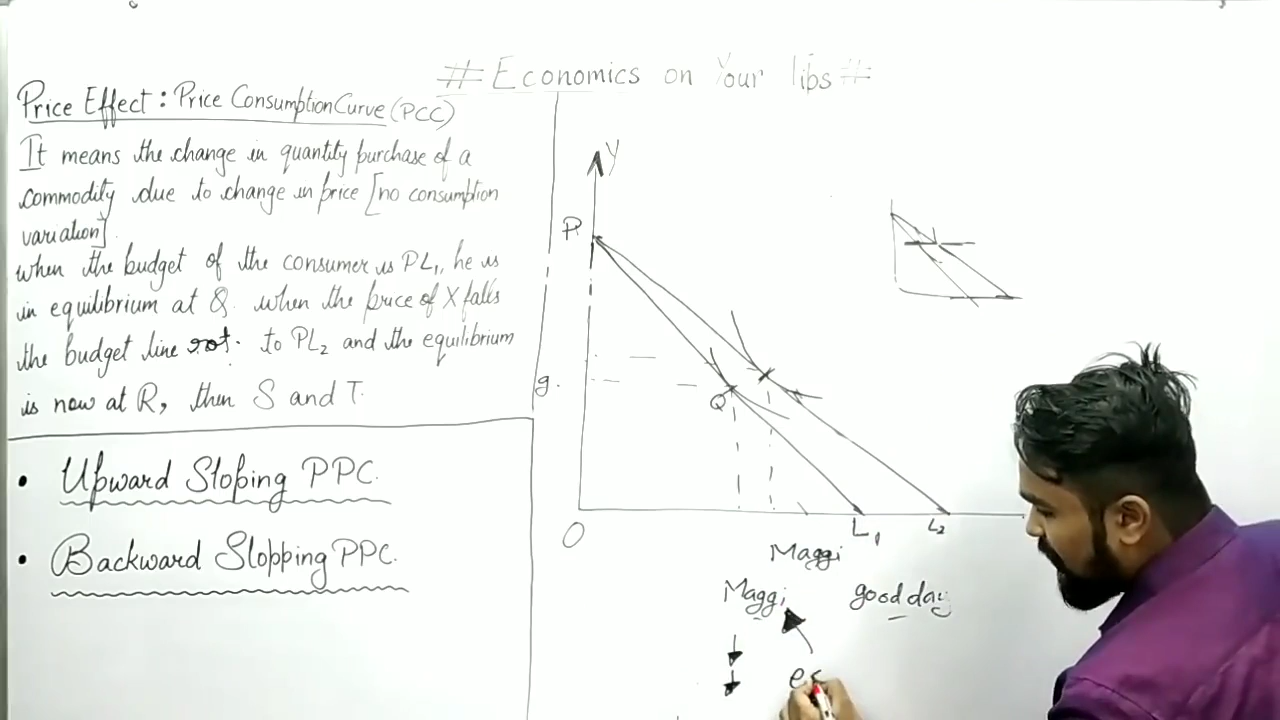 # Economics on Your libs #
Price Effect : Price Consumption Curve (PCC)
It means the change in quantity purchase of a
commodity due to change in price [no consumption
variation].
when the budget of the consumer is PL1, he is
in equilibrium at Q. when the price of X falls
the budget line rot. to PL2 and the equilibrium
is now at R, then S and T.
• Upward Sloping PPC.
• Backward Slopping PPC.
Y
P
g.
Q
O
L1
L2
Maggi
Maggi
good day